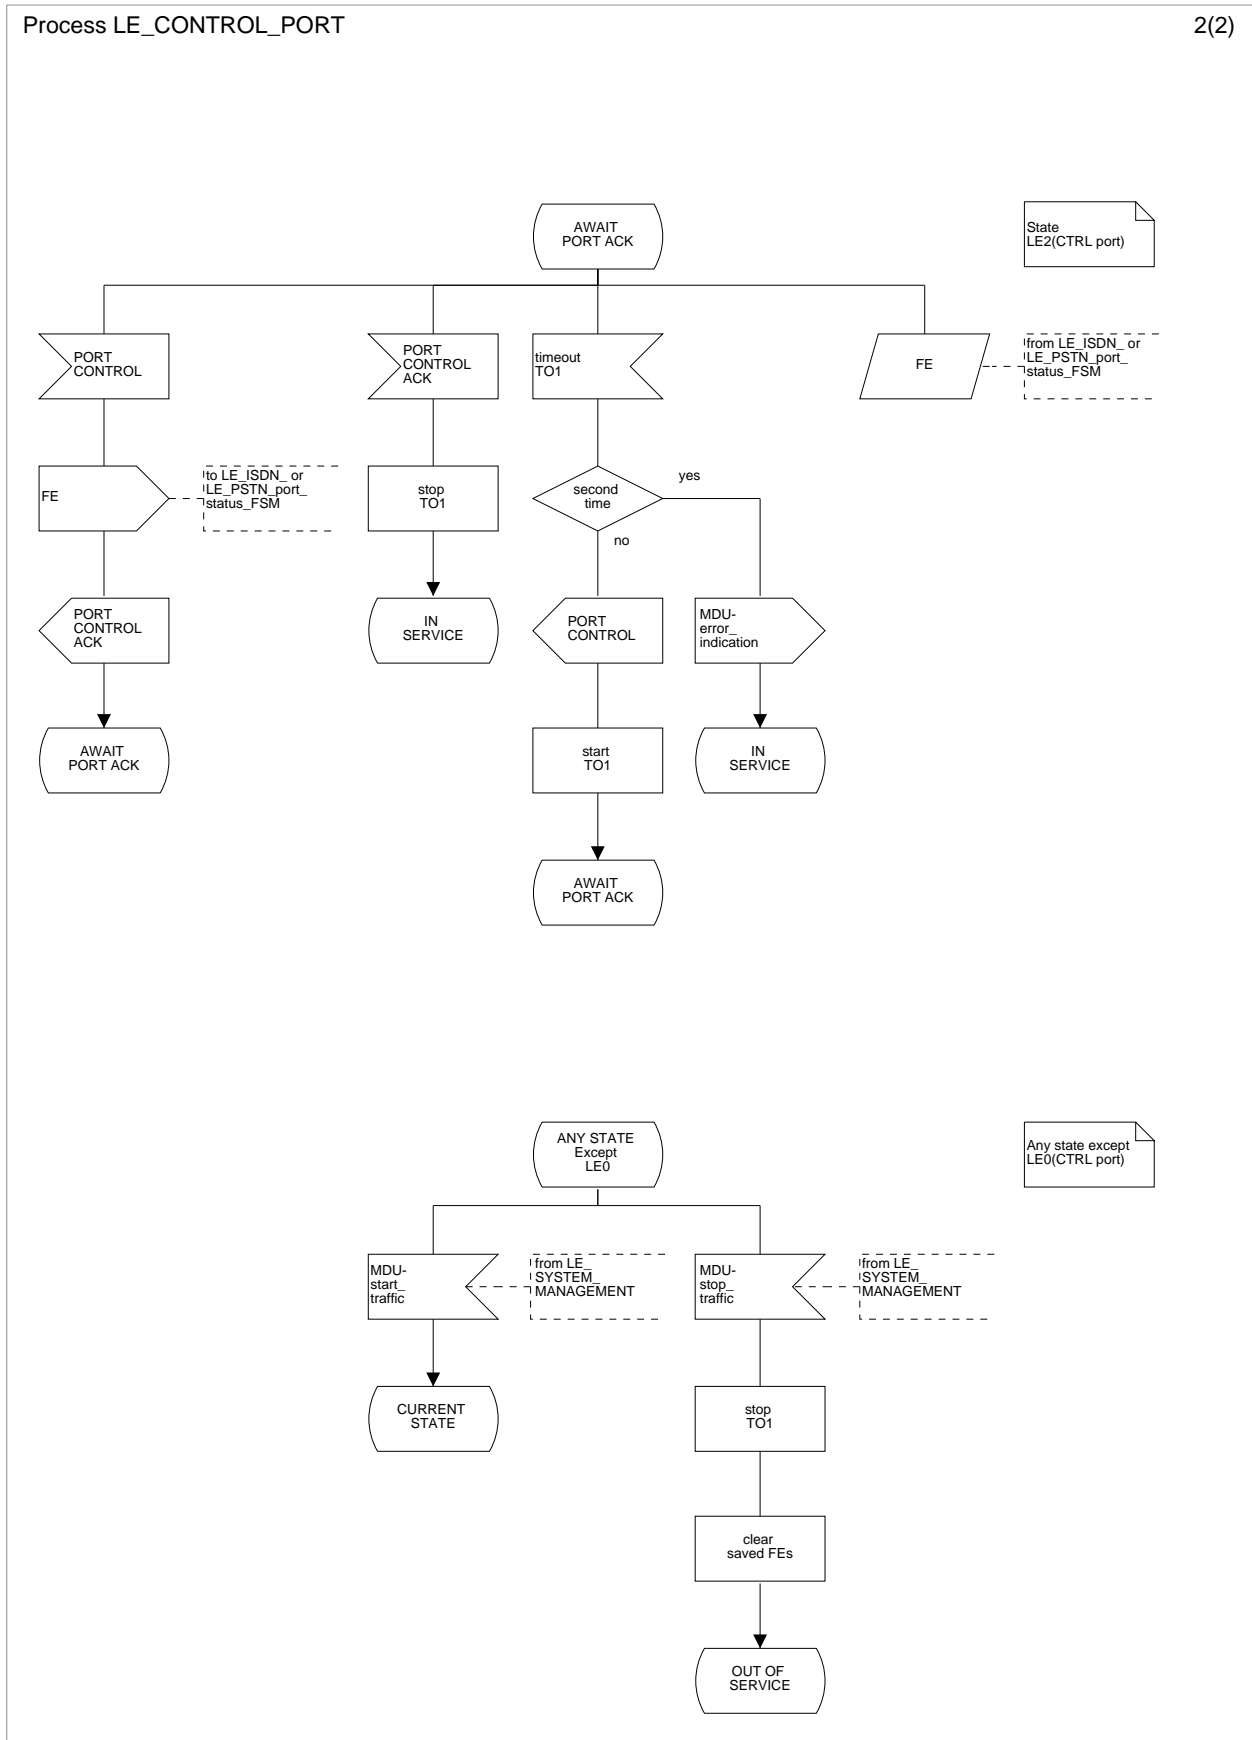 Process LE_CONTROL_PORT
2(2)
AWAIT
PORT ACK
State
LE2(CTRL port)
PORT
CONTROL
PORT
CONTROL
ACK
timeout
TO1
FE
from LE_ISDN_ or
LE_PSTN_port_
status_FSM
FE
to LE_ISDN_ or
LE_PSTN_port_
status_FSM
stop
TO1
second
time
yes
no
PORT
CONTROL
ACK
IN
SERVICE
PORT
CONTROL
MDU-
error_
indication
AWAIT
PORT ACK
start
TO1
IN
SERVICE
AWAIT
PORT ACK
ANY STATE
Except
LE0
Any state except
LE0(CTRL port)
MDU-
start_
traffic
from LE_
SYSTEM_
MANAGEMENT
MDU-
stop_
traffic
from LE_
SYSTEM_
MANAGEMENT
CURRENT
STATE
stop
TO1
clear
saved FEs
OUT OF
SERVICE